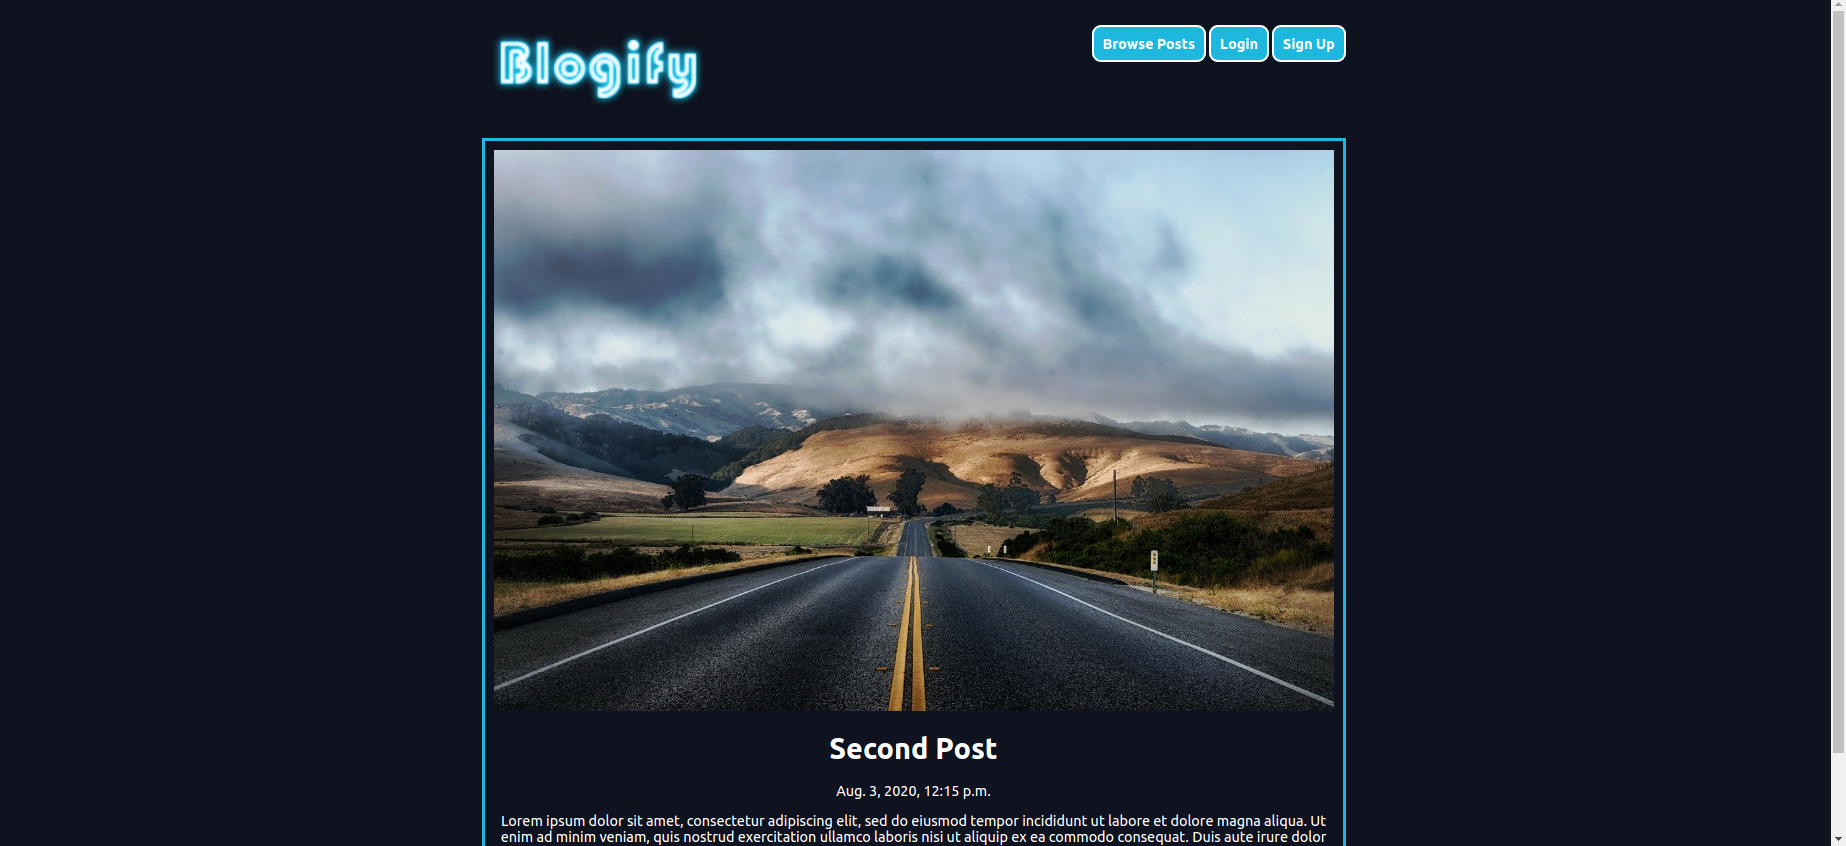 Blogify
Browse Posts Login Sign Up
Second Post
Aug. 3, 2020, 12:15 p.m.
Lorem ipsum dolor sit amet, consectetur adipiscing elit, sed do eiusmod tempor incididunt ut labore et dolore magna aliqua. Ut
enim ad minim veniam, quis nostrud exercitation ullamco laboris nisi ut aliquip ex ea commodo consequat. Duis aute irure dolor